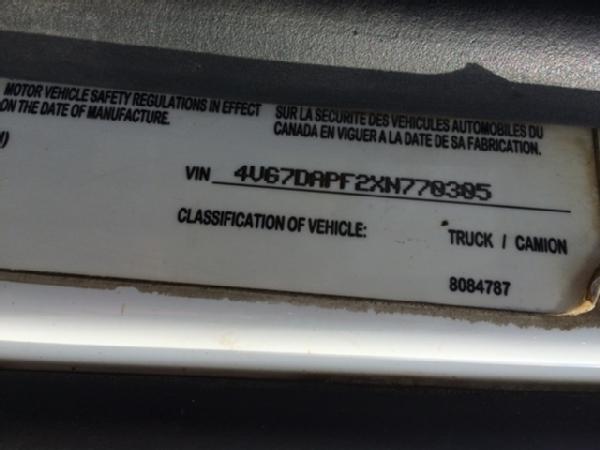 MOTOR VEHICLE SAFETY REGULATIONS IN EFFECT
ON THE DATE OF MANUFACTURE.
SUR LA SECURITE DES VEHICULES AUTOMOBILES DU
CANADA EN VIGUER A LA DATE DE SA FABRICATION.
VIN 4V67DAPF2XN770305
CLASSIFICATION OF VEHICLE: TRUCK / CAMION
8084787